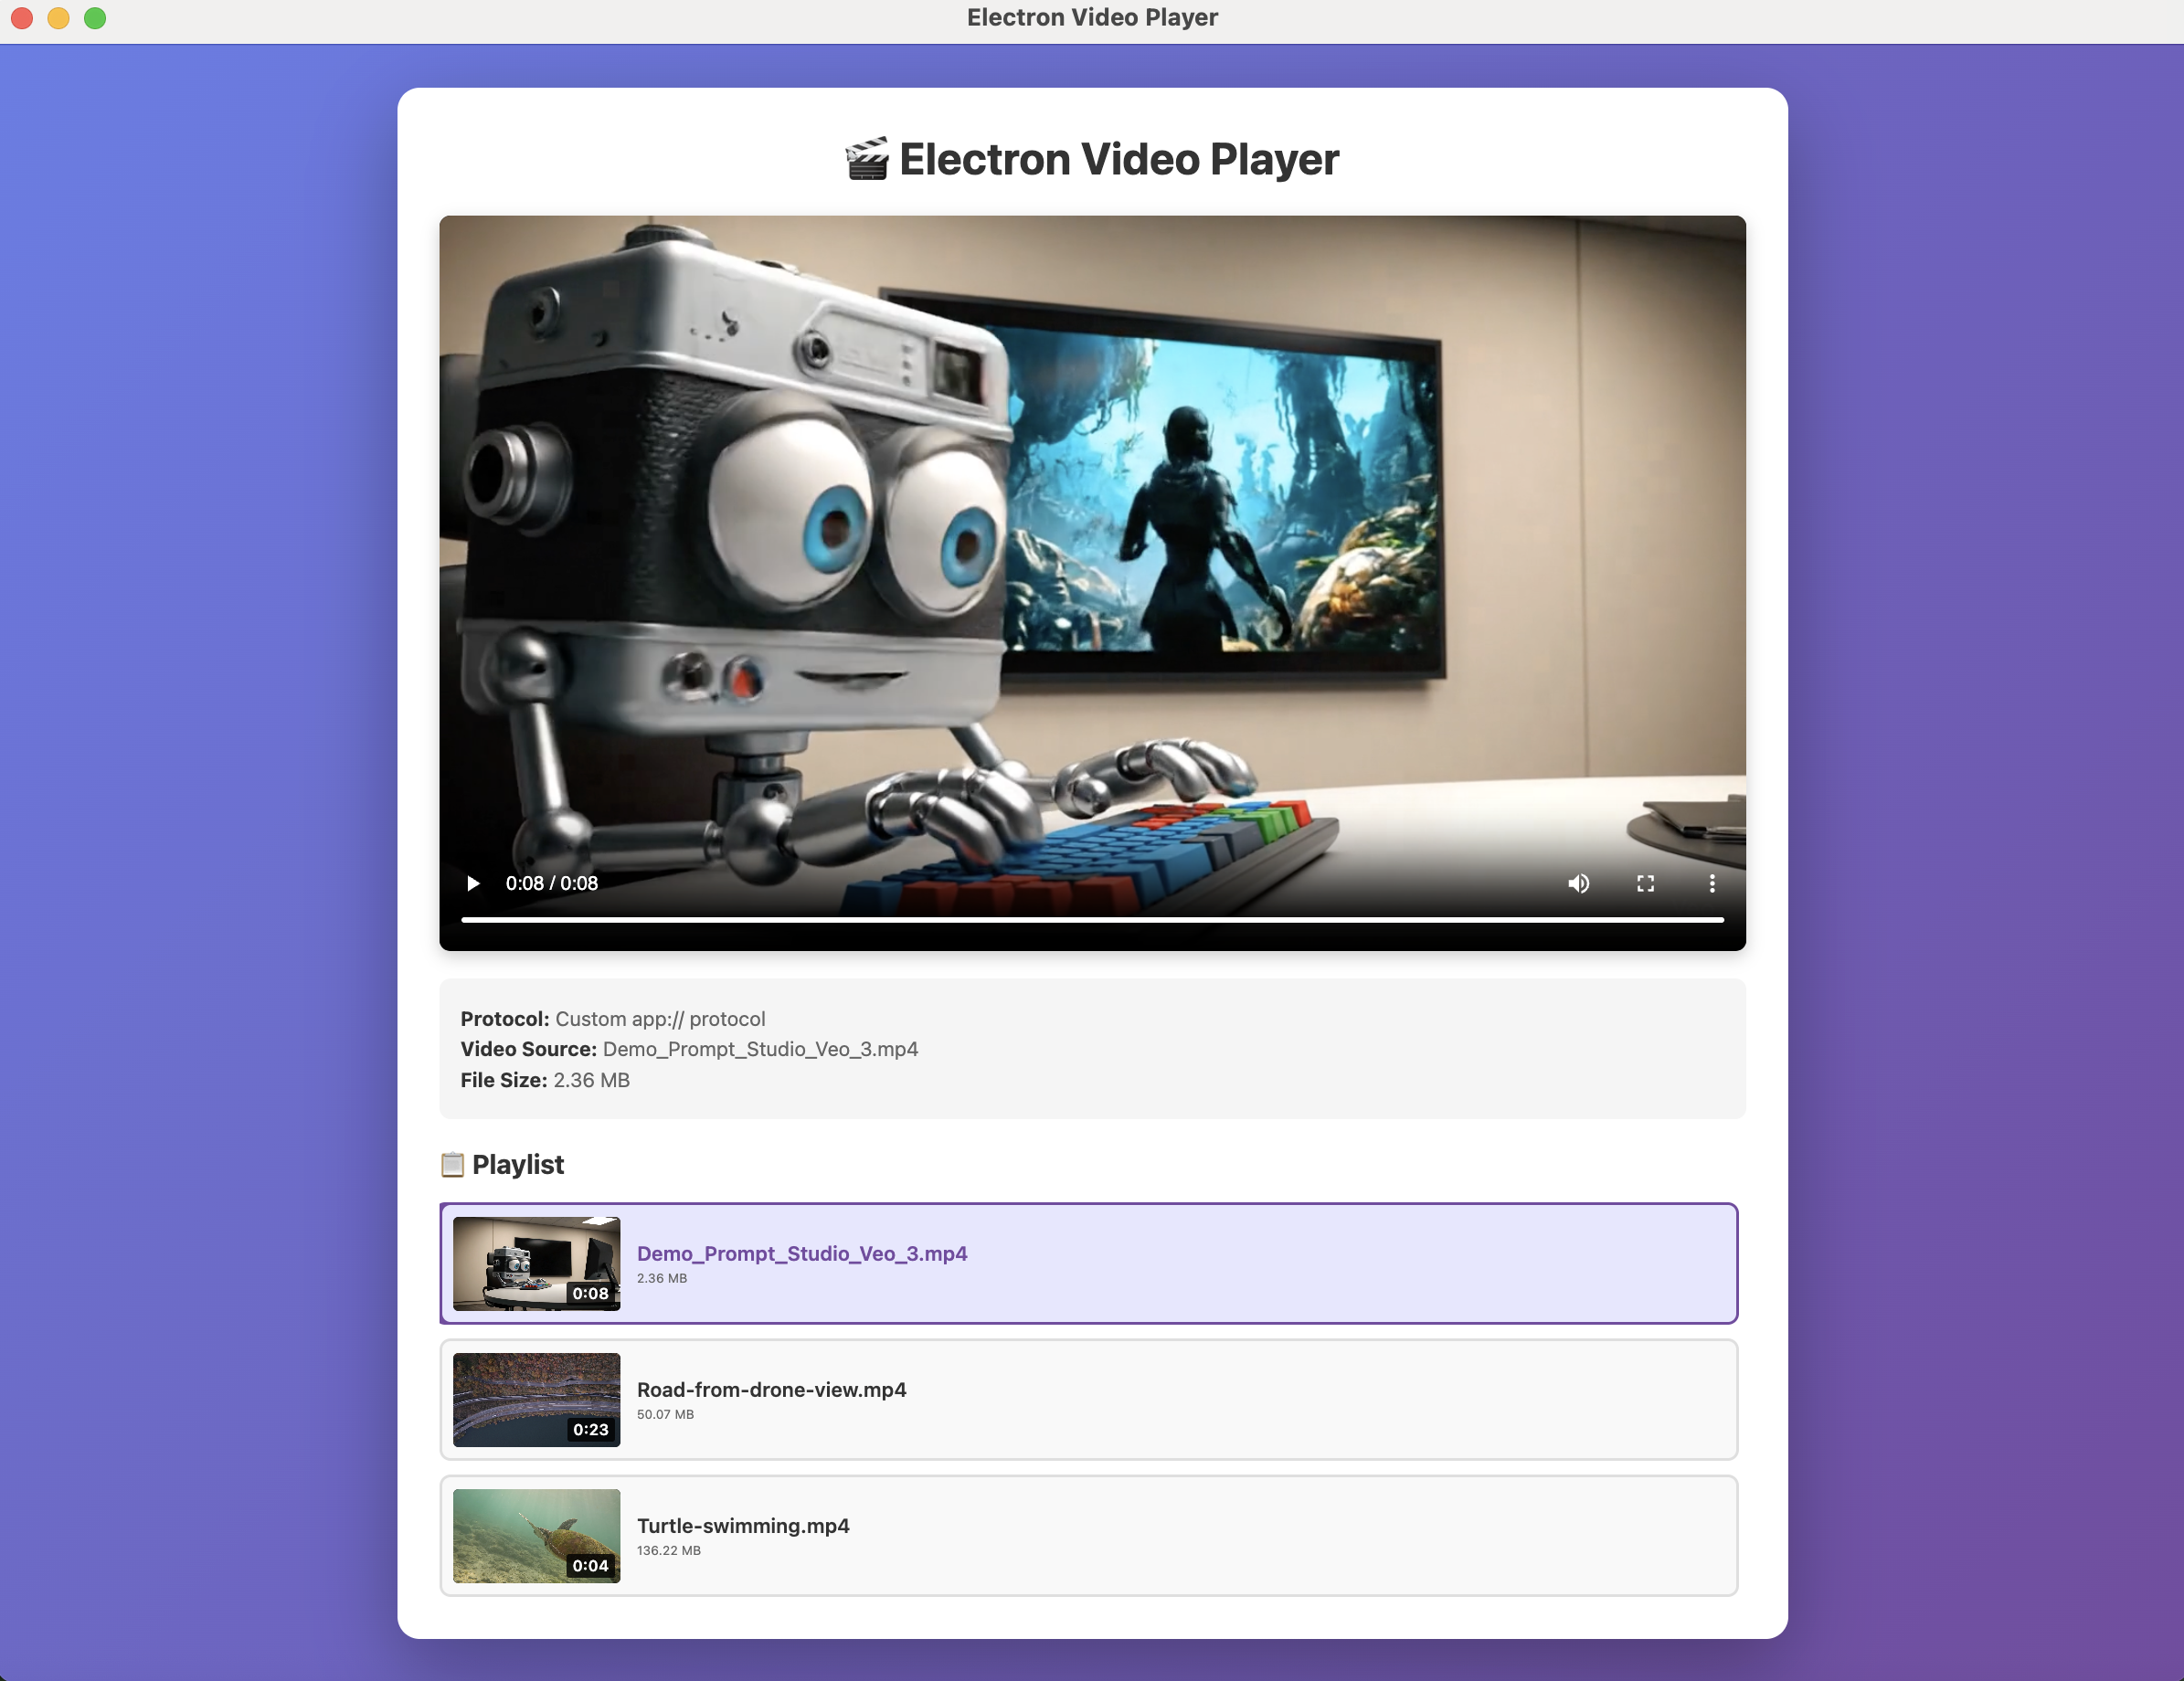 Electron Video Player
🎬 Electron Video Player
0:08 / 0:08
Protocol: Custom app:// protocol
Video Source: Demo_Prompt_Studio_Veo_3.mp4
File Size: 2.36 MB
📋 Playlist
0:08
Demo_Prompt_Studio_Veo_3.mp4
2.36 MB
0:23
Road-from-drone-view.mp4
50.07 MB
0:04
Turtle-swimming.mp4
136.22 MB